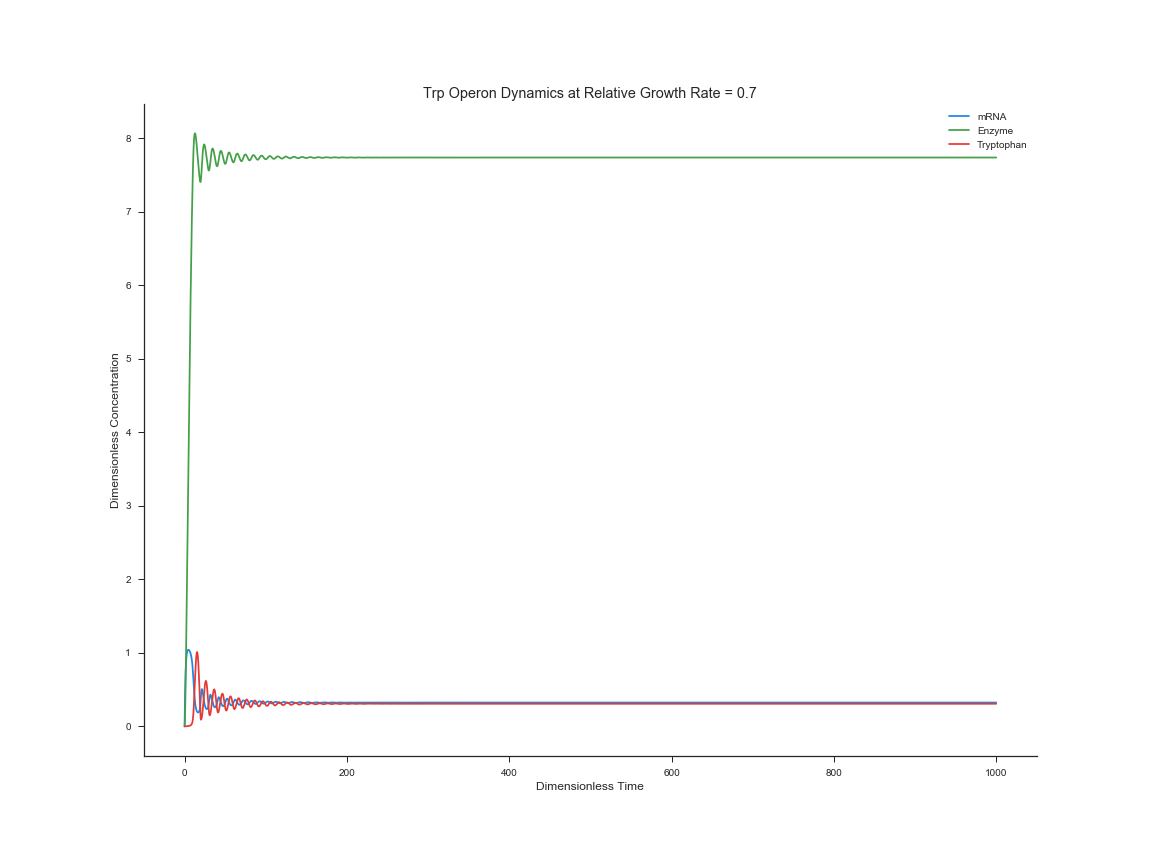 Trp Operon Dynamics at Relative Growth Rate = 0.7
mRNA
Enzyme
Tryptophan
8
7
6
5
4
3
2
1
0
Dimensionless Concentration
0 200 400 600 800 1000
Dimensionless Time